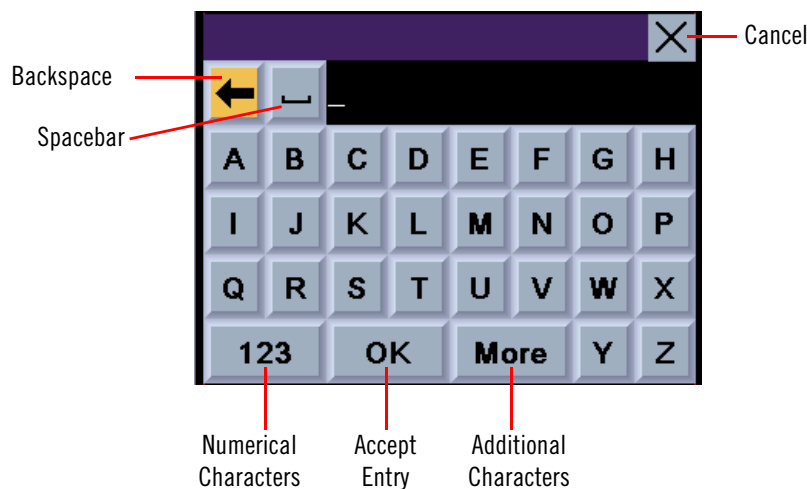 Cancel
Backspace
Spacebar
_
A B C D E F G H
I J K L M N O P
Q R S T U V W X
123 OK More Y Z
Numerical Characters
Accept Entry
Additional Characters